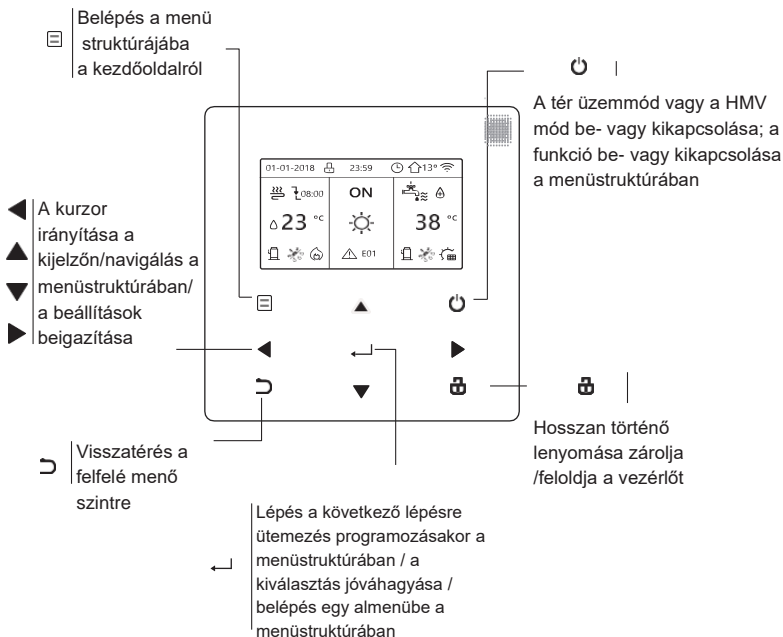 Belépés a menü
struktúrájába
a kezdőoldalról
A tér üzemmód vagy a HMV
mód be- vagy kikapcsolása; a
funkció be- vagy kikapcsolása
a menüstruktúrában
01-01-2018 23:59 13°
08:00 ON
23 °C 38 °C
E01
A kurzor
irányítása a
kijelzőn/navigálás a
menüstruktúrában/
a beállítások
beigazítása
Visszatérés a
felfelé menő
szintre
Hosszan történő
lenyomása zárolja
/feloldja a vezérlőt
Lépés a következő lépésre
ütemezés programozásakor a
menüstruktúrában / a
kiválasztás jóváhagyása /
belépés egy almenübe a
menüstruktúrában